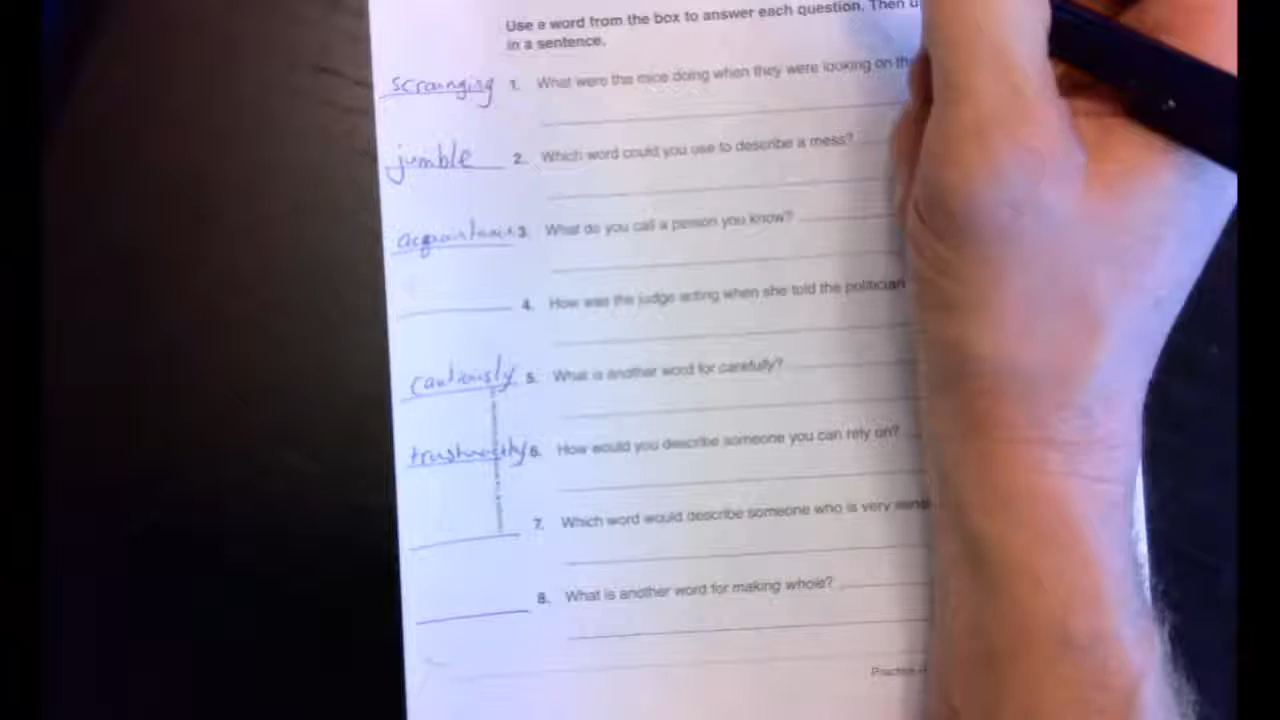 Use a word from the box to answer each question. Then u
in a sentence.
scrounging 1. What were the mice doing when they were looking on th
jumble 2. Which word could you use to describe a mess?
3. What do you call a person you know?
4. How was the judge acting when she told the politician
cautiously 5. What is another word for carefully?
trustworthy 6. How would you describe someone you can rely on?
7. Which word would describe someone who is very
8. What is another word for making whole?
Practice